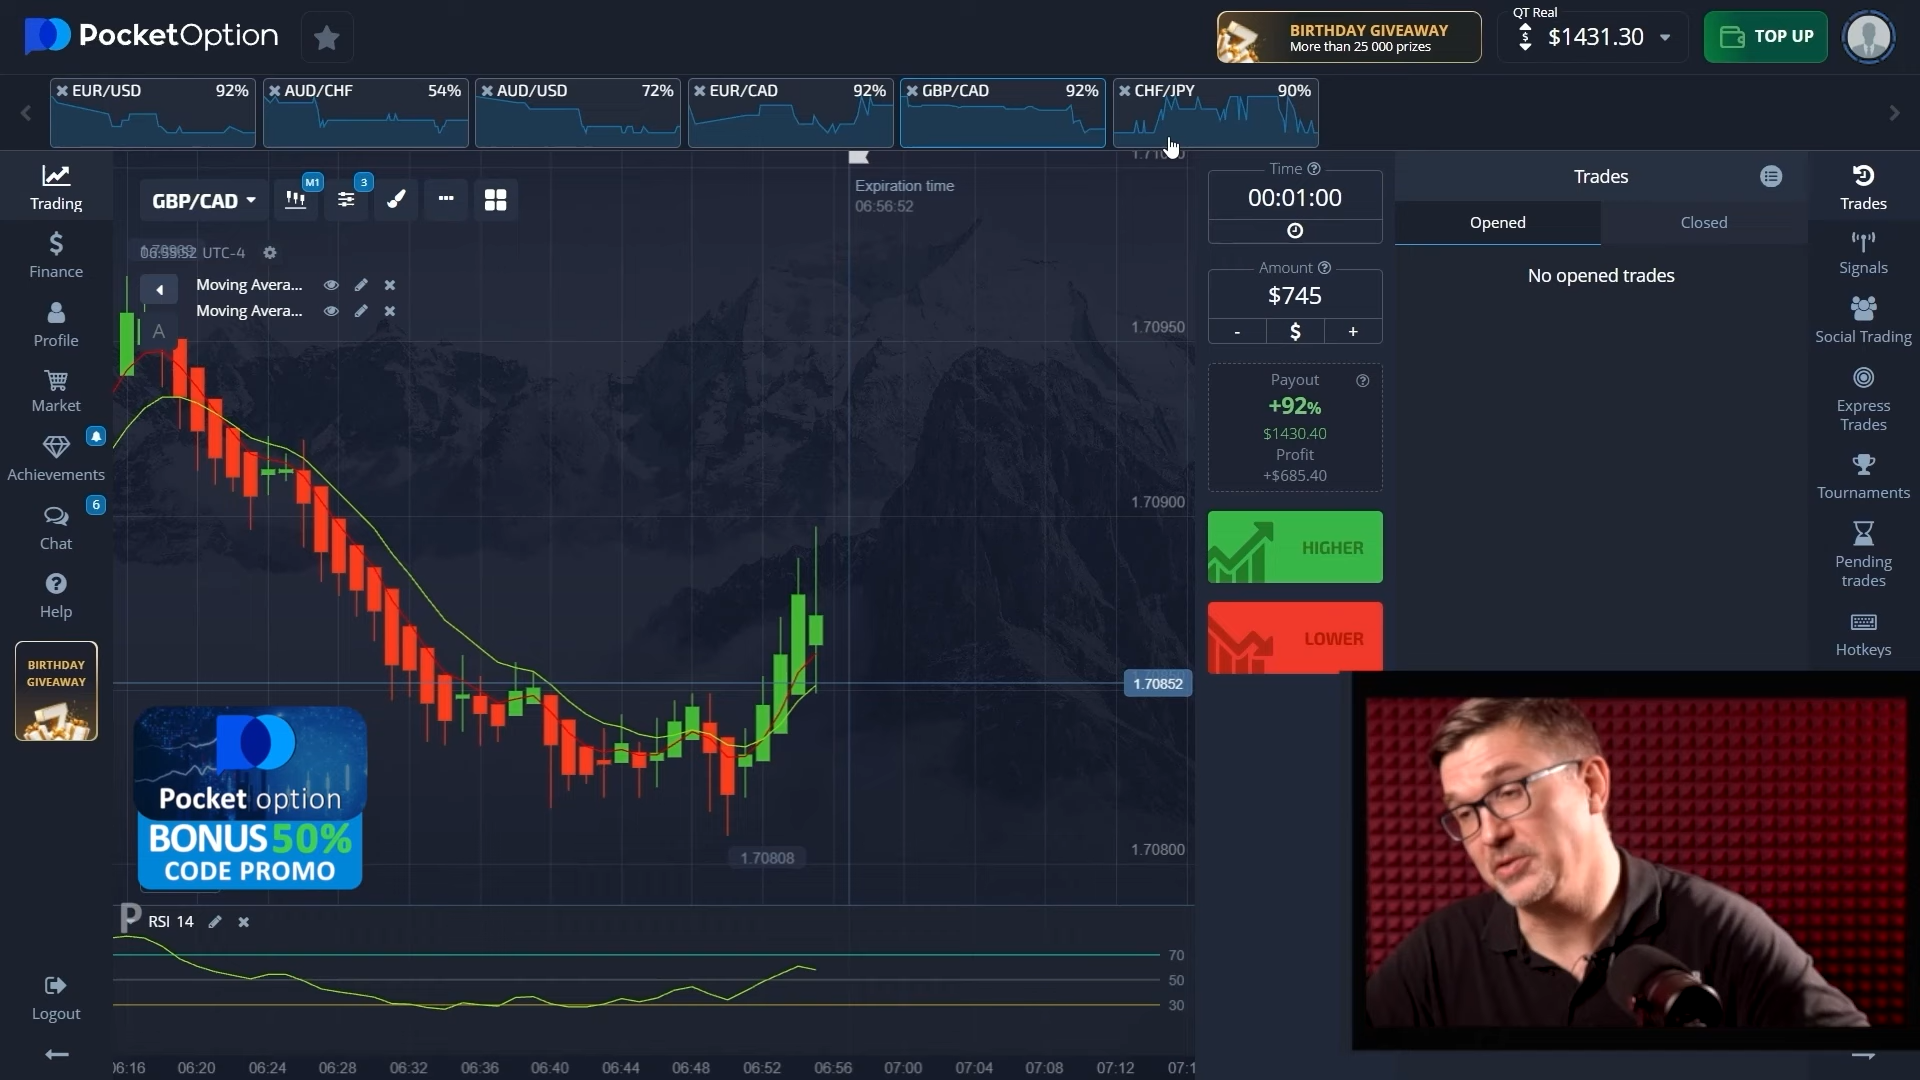 PocketOption
BIRTHDAY GIVEAWAY
More than 25 000 prizes
QT Real
$1431.30
TOP UP
EUR/USD 92%
AUD/CHF 54%
AUD/USD 72%
EUR/CAD 92%
GBP/CAD 92%
CHF/JPY 90%
Trading
Finance
Profile
Market
Achievements
Chat
6
Help
BIRTHDAY
GIVEAWAY
Logout
GBP/CAD
M1
3
UTC-4
Moving Avera...
Moving Avera...
A
Expiration time
06:56:52
1.70950
1.70900
1.70852
1.70800
1.70808
Pocket option
BONUS 50%
CODE PROMO
P
RSI 14
70
50
30
06:20 06:24 06:28 06:32 06:36 06:40 06:44 06:48 06:52 06:56 07:00 07:04 07:08 07:12
Time
00:01:00
Amount
$745
- $ +
Payout
+92%
$1430.40
Profit
+$685.40
HIGHER
LOWER
Trades
Opened
Closed
No opened trades
Trades
Signals
Social Trading
Express
Trades
Tournaments
Pending
trades
Hotkeys